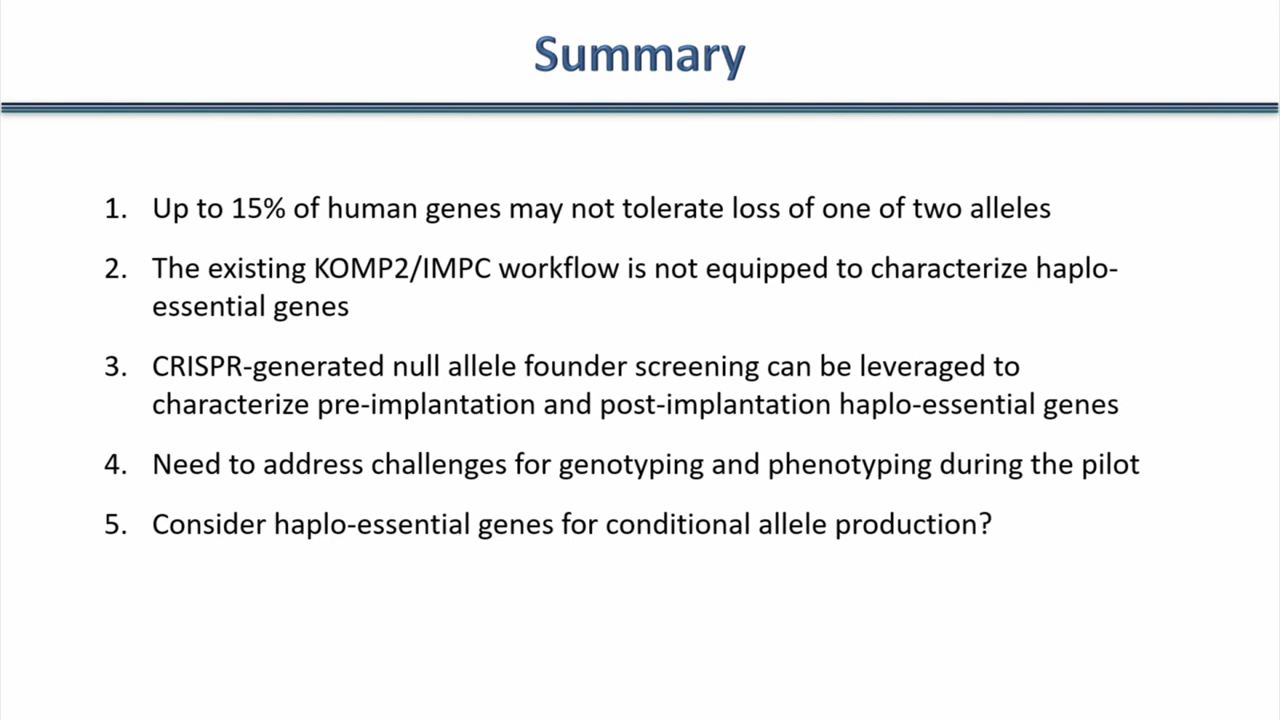 Summary
1. Up to 15% of human genes may not tolerate loss of one of two alleles
2. The existing KOMP2/IMPC workflow is not equipped to characterize haplo-
essential genes
3. CRISPR-generated null allele founder screening can be leveraged to
characterize pre-implantation and post-implantation haplo-essential genes
4. Need to address challenges for genotyping and phenotyping during the pilot
5. Consider haplo-essential genes for conditional allele production?